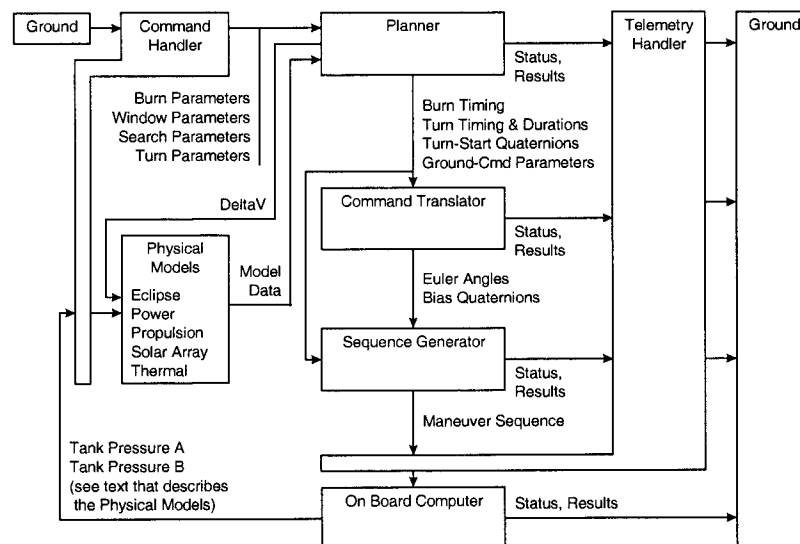 Ground
Command
Handler
Planner
Telemetry
Handler
Ground
Status,
Results
Burn Parameters
Window Parameters
Search Parameters
Turn Parameters
Burn Timing
Turn Timing & Durations
Turn-Start Quaternions
Ground-Cmd Parameters
DeltaV
Command Translator
Status,
Results
Physical
Models
Eclipse
Power
Propulsion
Solar Array
Thermal
Model
Data
Euler Angles
Bias Quaternions
Sequence Generator
Status,
Results
Maneuver Sequence
Tank Pressure A
Tank Pressure B
(see text that describes
the Physical Models)
On Board Computer
Status, Results